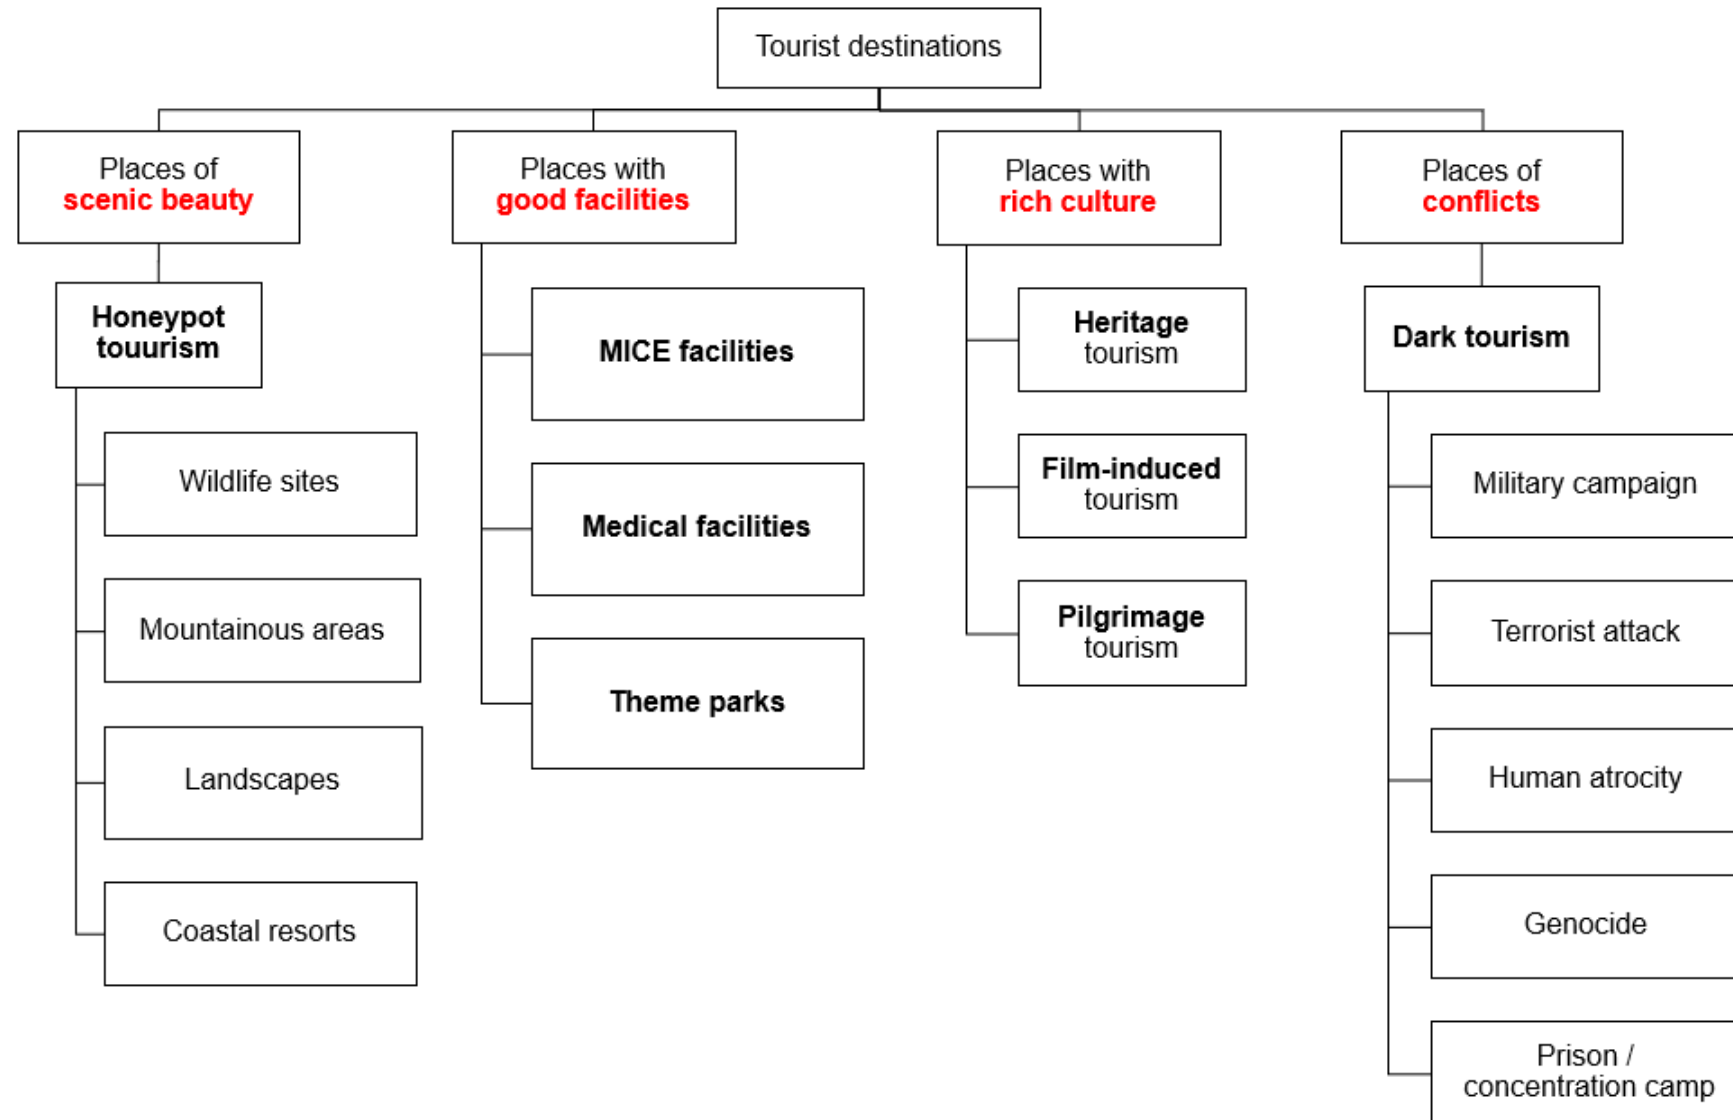 Tourist destinations
Places of
scenic beauty
Honeypot
touurism
Wildlife sites
Mountainous areas
Landscapes
Coastal resorts
Places with
good facilities
MICE facilities
Medical facilities
Theme parks
Places with
rich culture
Heritage
tourism
Film-induced
tourism
Pilgrimage
tourism
Places of
conflicts
Dark tourism
Military campaign
Terrorist attack
Human atrocity
Genocide
Prison /
concentration camp